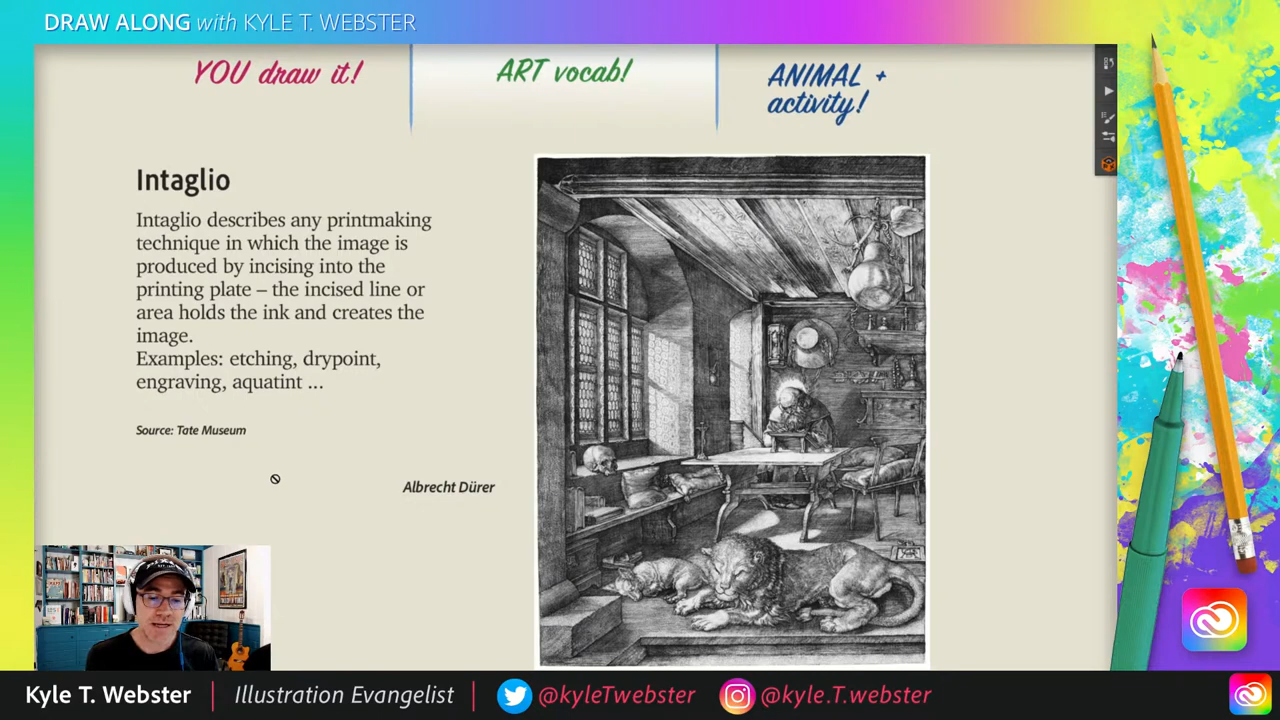 DRAW ALONG with KYLE T. WEBSTER
YOU draw it!
ART vocab!
ANIMAL +
activity!
Intaglio
Intaglio describes any printmaking
technique in which the image is
produced by incising into the
printing plate – the incised line or
area holds the ink and creates the
image.
Examples: etching, drypoint,
engraving, aquatint ...
Source: Tate Museum
Albrecht Dürer
Kyle T. Webster | Illustration Evangelist @kyleTwebster @kyle.T.webster